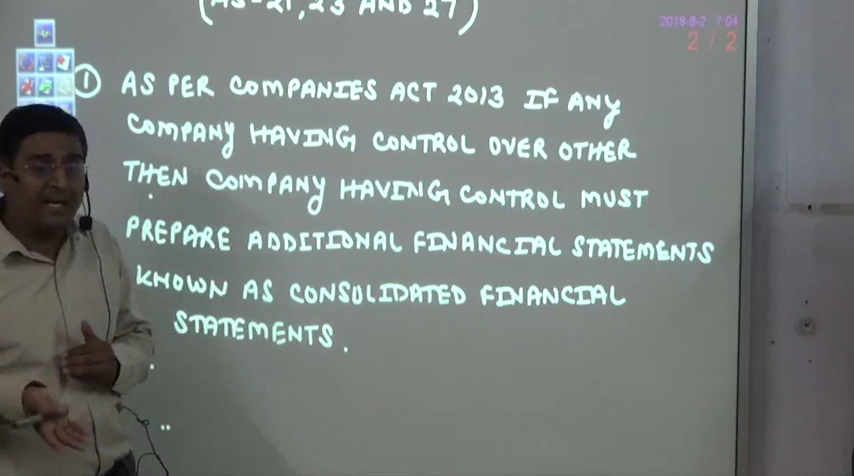 (AS-21, 23 AND 27)
2018-8-2 7:04
2 / 2
① AS PER COMPANIES ACT 2013 IF ANY
COMPANY HAVING CONTROL OVER OTHER
THEN COMPANY HAVING CONTROL MUST
PREPARE ADDITIONAL FINANCIAL STATEMENTS
KNOWN AS CONSOLIDATED FINANCIAL
STATEMENTS.